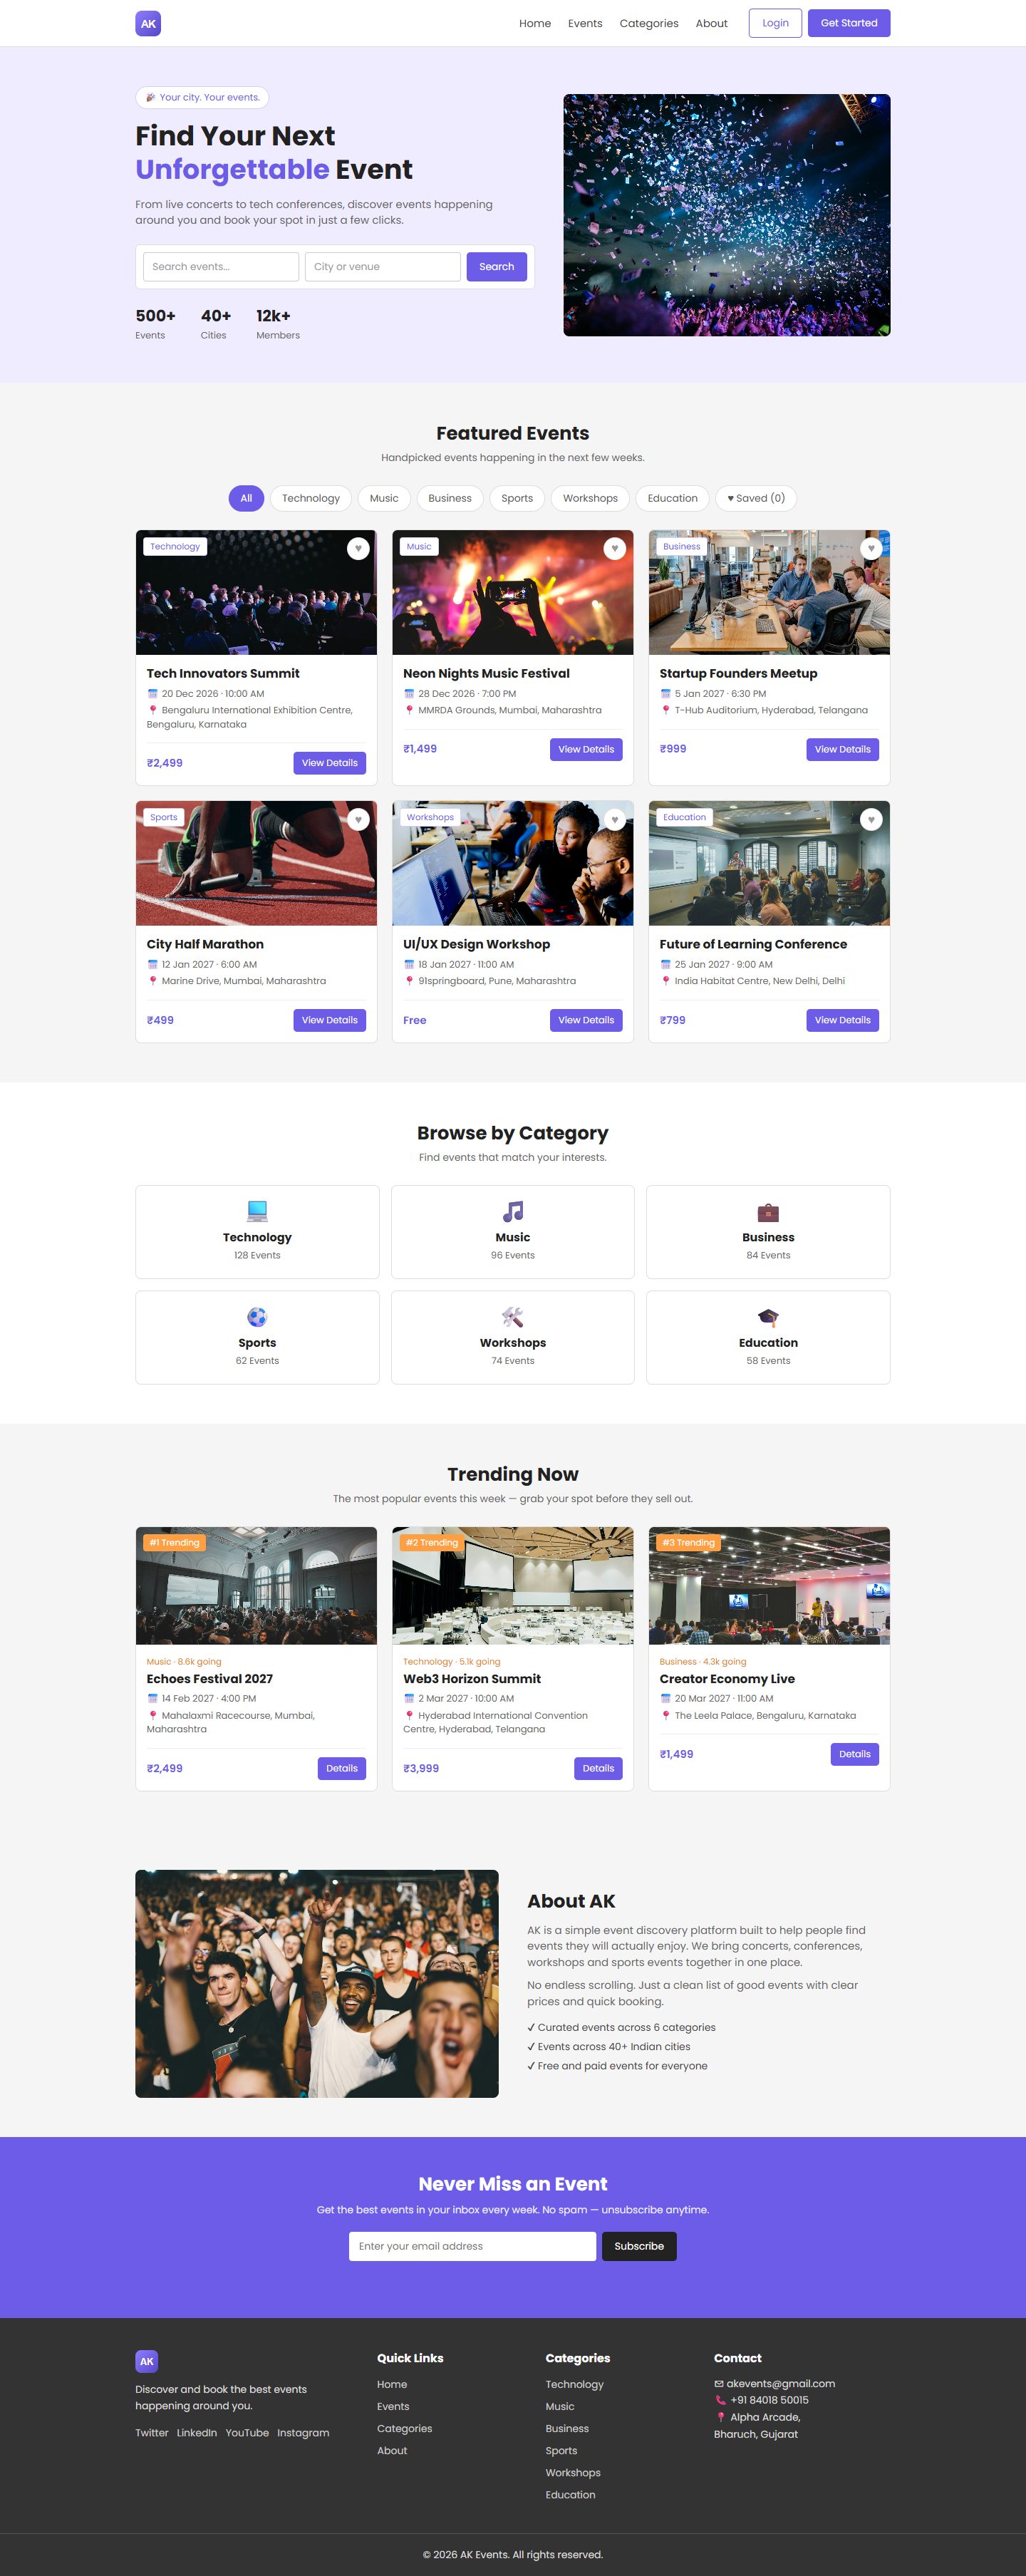 AK
Home Events Categories About Login Get Started
🎉 Your city. Your events.
Find Your Next
Unforgettable Event
From live concerts to tech conferences, discover events happening
around you and book your spot in just a few clicks.
Search events... City or venue Search
500+ 40+ 12k+
Events Cities Members
Featured Events
Handpicked events happening in the next few weeks.
All Technology Music Business Sports Workshops Education ♥ Saved (0)
Technology
Tech Innovators Summit
20 Dec 2026 · 10:00 AM
Bengaluru International Exhibition Centre,
Bengaluru, Karnataka
₹2,499 View Details
Music
Neon Nights Music Festival
28 Dec 2026 · 7:00 PM
MMRDA Grounds, Mumbai, Maharashtra
₹1,499 View Details
Business
Startup Founders Meetup
5 Jan 2027 · 6:30 PM
T-Hub Auditorium, Hyderabad, Telangana
₹999 View Details
Sports
City Half Marathon
12 Jan 2027 · 6:00 AM
Marine Drive, Mumbai, Maharashtra
₹499 View Details
Workshops
UI/UX Design Workshop
18 Jan 2027 · 11:00 AM
91springboard, Pune, Maharashtra
Free View Details
Education
Future of Learning Conference
25 Jan 2027 · 9:00 AM
India Habitat Centre, New Delhi, Delhi
₹799 View Details
Browse by Category
Find events that match your interests.
Technology
128 Events
Music
96 Events
Business
84 Events
Sports
62 Events
Workshops
74 Events
Education
58 Events
Trending Now
The most popular events this week — grab your spot before they sell out.
#1 Trending
Music · 8.6k going
Echoes Festival 2027
14 Feb 2027 · 4:00 PM
Mahalaxmi Racecourse, Mumbai,
Maharashtra
₹2,499 Details
#2 Trending
Technology · 5.1k going
Web3 Horizon Summit
2 Mar 2027 · 10:00 AM
Hyderabad International Convention
Centre, Hyderabad, Telangana
₹3,999 Details
#3 Trending
Business · 4.3k going
Creator Economy Live
20 Mar 2027 · 11:00 AM
The Leela Palace, Bengaluru, Karnataka
₹1,499 Details
About AK
AK is a simple event discovery platform built to help people find
events they will actually enjoy. We bring concerts, conferences,
workshops and sports events together in one place.
No endless scrolling. Just a clean list of good events with clear
prices and quick booking.
✓ Curated events across 6 categories
✓ Events across 40+ Indian cities
✓ Free and paid events for everyone
Never Miss an Event
Get the best events in your inbox every week. No spam — unsubscribe anytime.
Enter your email address Subscribe
AK
Discover and book the best events
happening around you.
Twitter LinkedIn YouTube Instagram
Quick Links
Home
Events
Categories
About
Categories
Technology
Music
Business
Sports
Workshops
Education
Contact
✉ akevents@gmail.com
📞 +91 84018 50015
📍 Alpha Arcade,
Bharuch, Gujarat
© 2026 AK Events. All rights reserved.